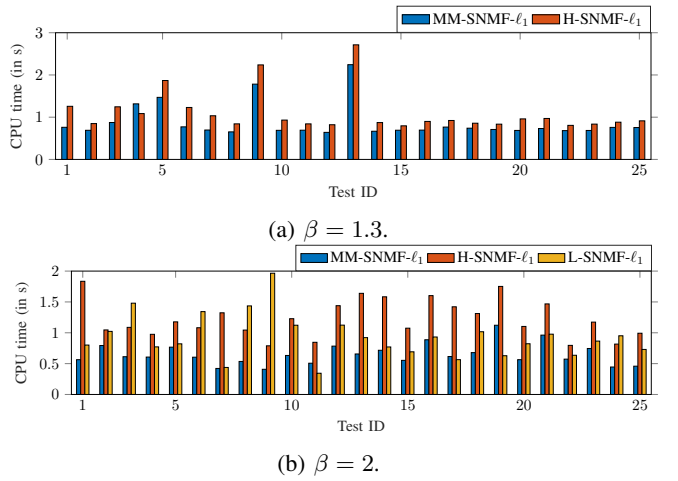 MM-SNMF-ℓ1 H-SNMF-ℓ1
3
2
1
0
CPU time (in s)
1 5 10 15 20 25
Test ID
(a) β = 1.3.
MM-SNMF-ℓ1 H-SNMF-ℓ1 L-SNMF-ℓ1
2
1.5
1
0.5
0
CPU time (in s)
1 5 10 15 20 25
Test ID
(b) β = 2.